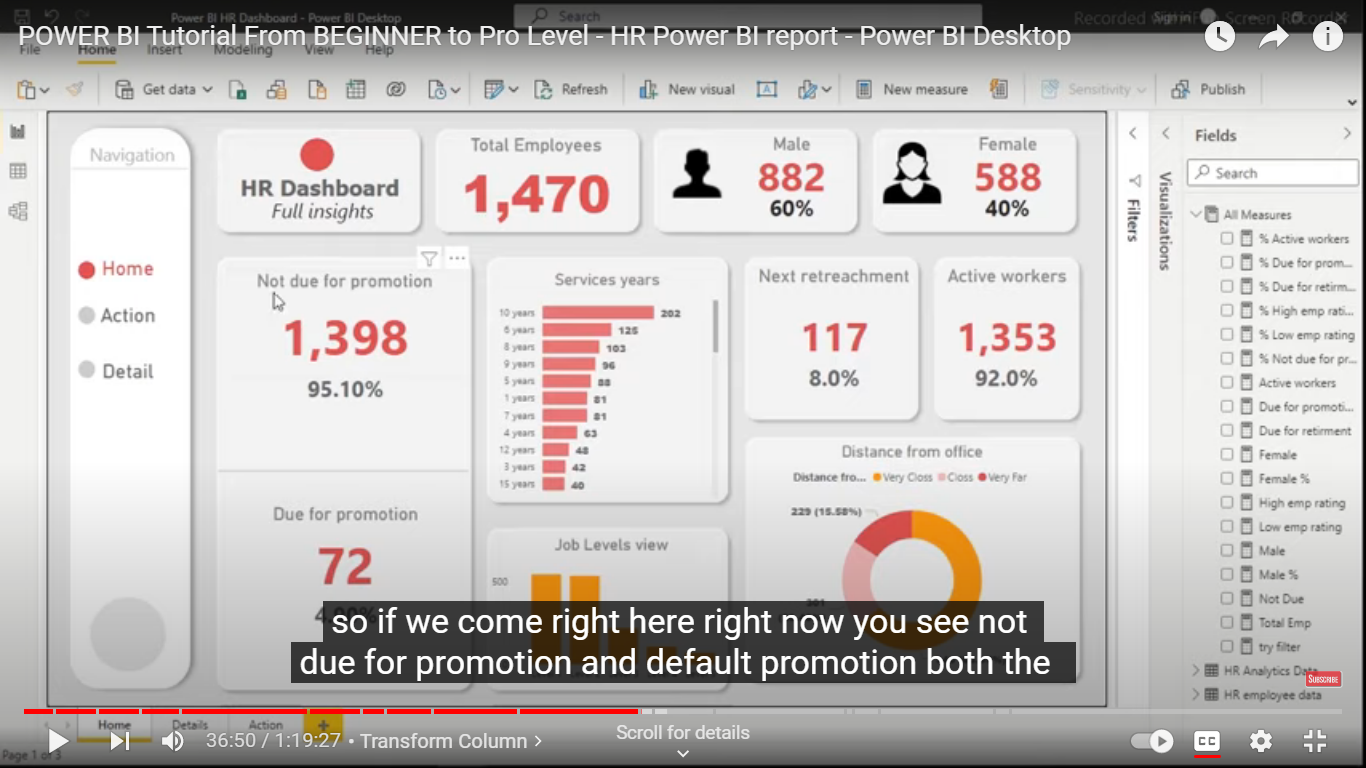 Power BI HR Dashboard - Power BI Desktop
Search
Sign in
POWER BI Tutorial From BEGINNER to Pro Level - HR Power BI report - Power BI Desktop
File Home Insert Modeling View Help
Get data Refresh New visual New measure Sensitivity Publish
Navigation
Home
Action
Detail
HR Dashboard
Full insights
Total Employees
1,470
Male
882
60%
Female
588
40%
Not due for promotion
1,398
95.10%
Due for promotion
72
4.90%
Services years
10 years 202
6 years 125
8 years 103
9 years 96
5 years 88
1 years 81
7 years 81
4 years 63
12 years 48
3 years 42
15 years 40
Job Levels view
500
Next retreachment
117
8.0%
Active workers
1,353
92.0%
Distance from office
Distance fro... Very Closs Closs Very Far
229 (15.58%)
Filters
Visualizations
Fields
Search
All Measures
% Active workers
% Due for prom...
% Due for retirm...
% High emp rati...
% Low emp rating
% Not due for pr...
Active workers
Due for promoti...
Due for retirment
Female
Female %
High emp rating
Low emp rating
Male
Male %
Not Due
Total Emp
try filter
HR Analytics Data
HR employee data
SUBSCRIBE
so if we come right here right now you see not
due for promotion and default promotion both the
Home Details Action +
36:50 / 1:19:27 • Transform Column
Scroll for details
CC
Page 1 of 3